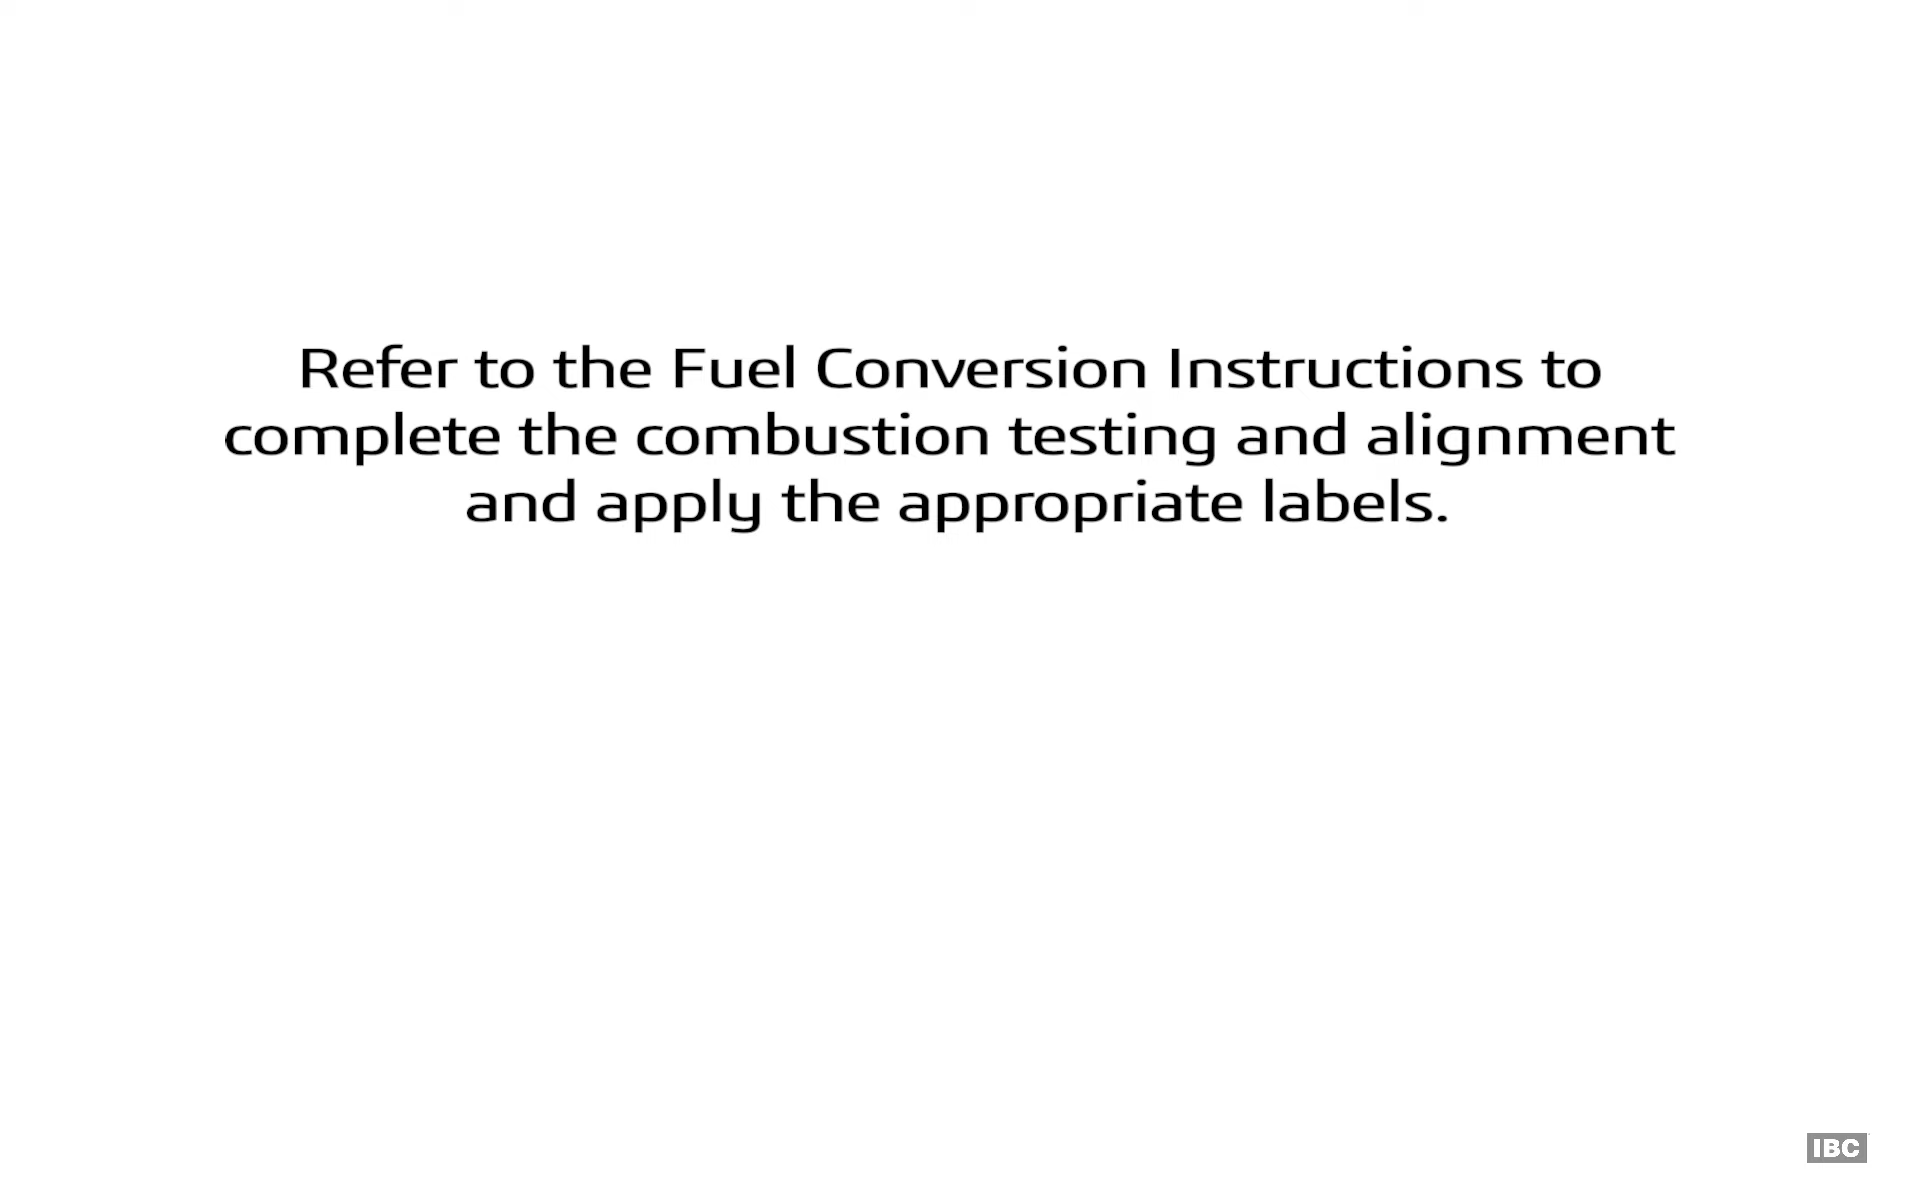 Refer to the Fuel Conversion Instructions to
complete the combustion testing and alignment
and apply the appropriate labels.
IBC